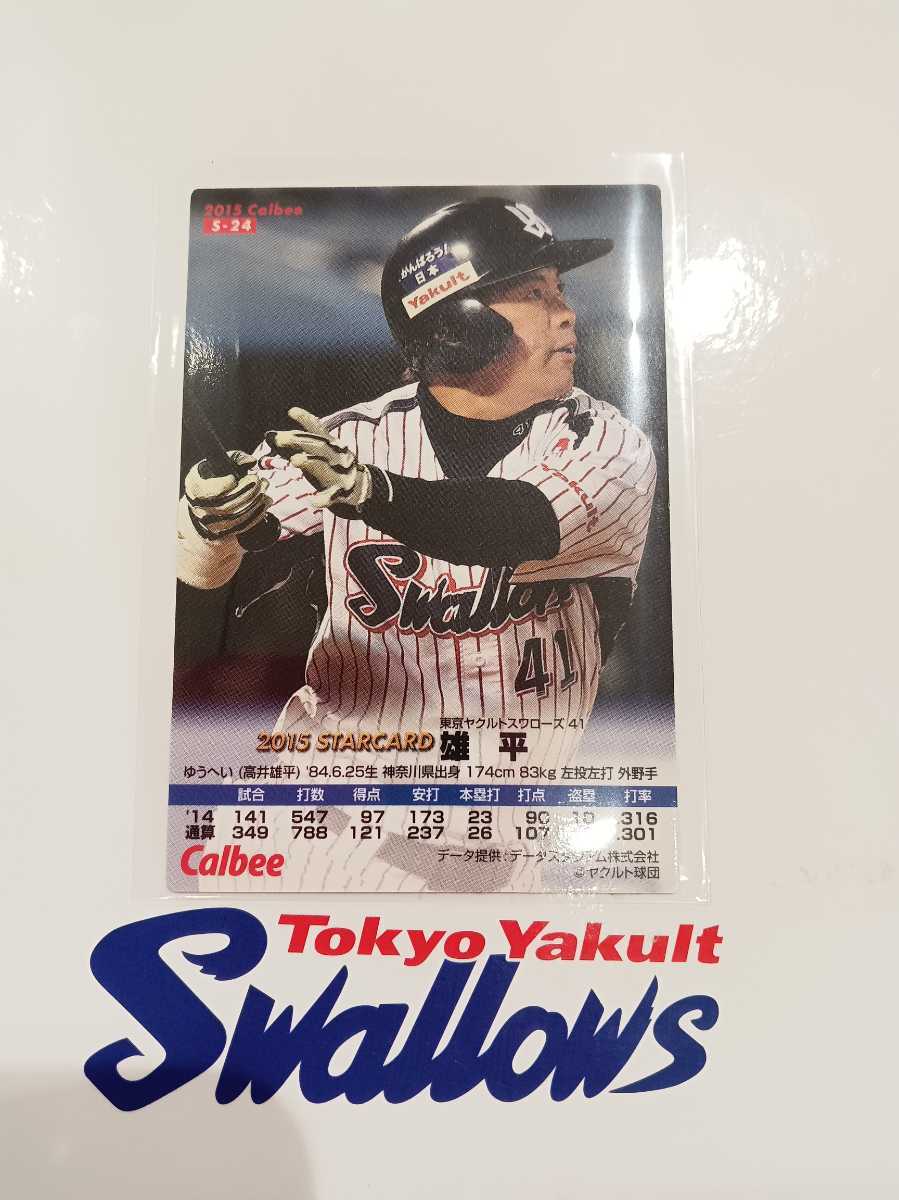 2015 Calbee
S-24
がんばろう!
日本
Yakult
41
Yakult
Swallows
41
東京ヤクルトスワローズ 41
2015 STARCARD 雄 平
ゆうへい (高井雄平) '84.6.25生 神奈川県出身 174cm 83kg 左投左打 外野手
試合 打数 得点 安打 本塁打 打点 盗塁 打率
'14 141 547 97 173 23 90 10 .316
通算 349 788 121 237 26 107 .301
Calbee
データ提供:データスタジアム株式会社
©ヤクルト球団
Tokyo Yakult
Swallows